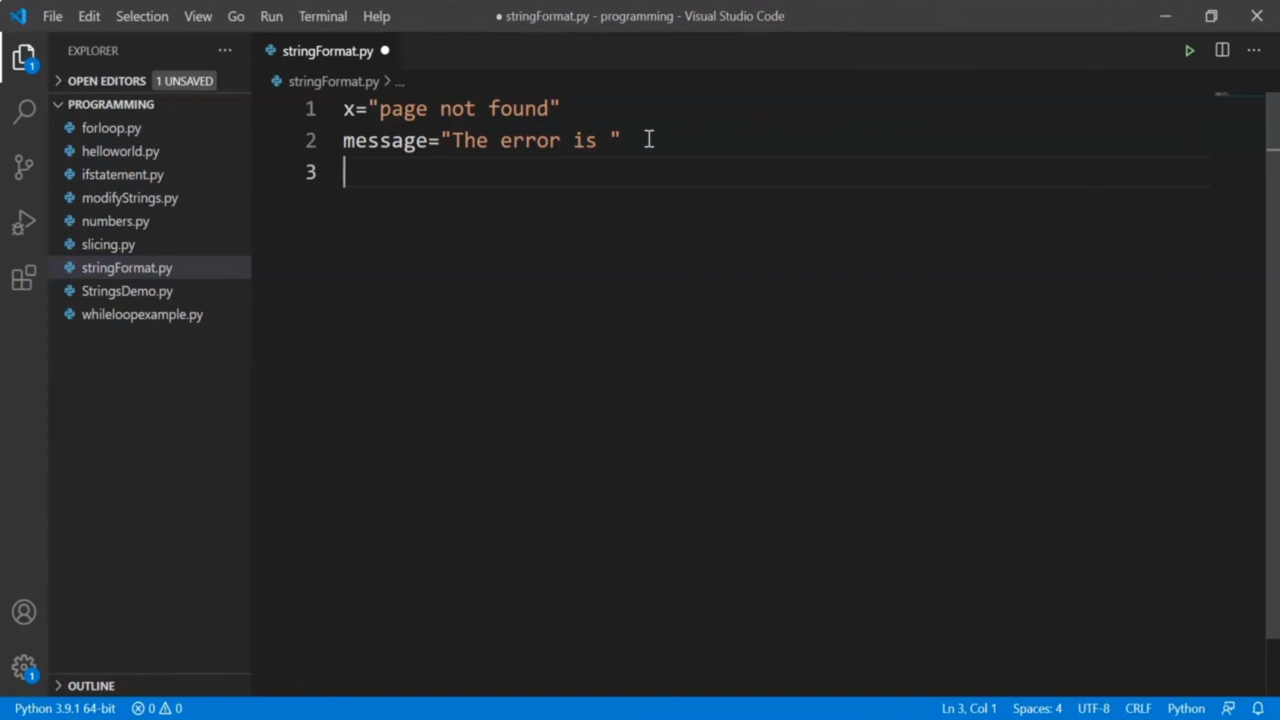 File Edit Selection View Go Run Terminal Help ● stringFormat.py - programming - Visual Studio Code
EXPLORER ···
OPEN EDITORS 1 UNSAVED
PROGRAMMING
forloop.py
helloworld.py
ifstatement.py
modifyStrings.py
numbers.py
slicing.py
stringFormat.py
StringsDemo.py
whileloopexample.py
OUTLINE
1
1
stringFormat.py ●
stringFormat.py > ...
1 x="page not found"
2 message="The error is "
3
Python 3.9.1 64-bit 0 0 Ln 3, Col 1 Spaces: 4 UTF-8 CRLF Python